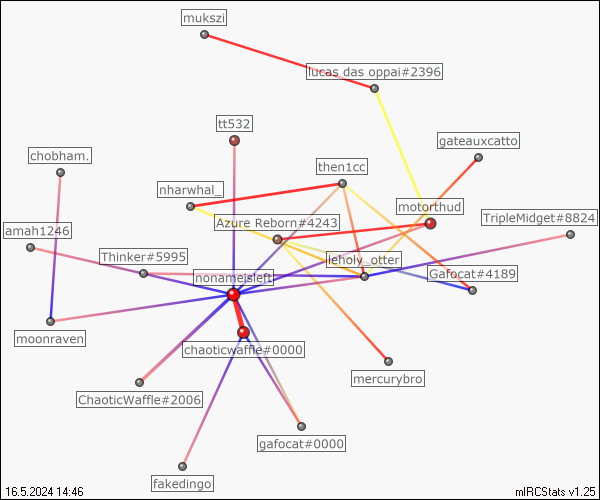 mukszi
lucas das oppai#2396
tt532
gateauxcatto
chobham.
then1cc
nharwhal_
motorthud
TripleMidget#8824
Azure Reborn#4243
amah1246
Thinker#5995
leholy_otter
nonameisleft
Gafocat#4189
moonraven
chaoticwaffle#0000
mercurybro
ChaoticWaffle#2006
gafocat#0000
fakedingo
16.5.2024 14:46
mIRCStats v1.25